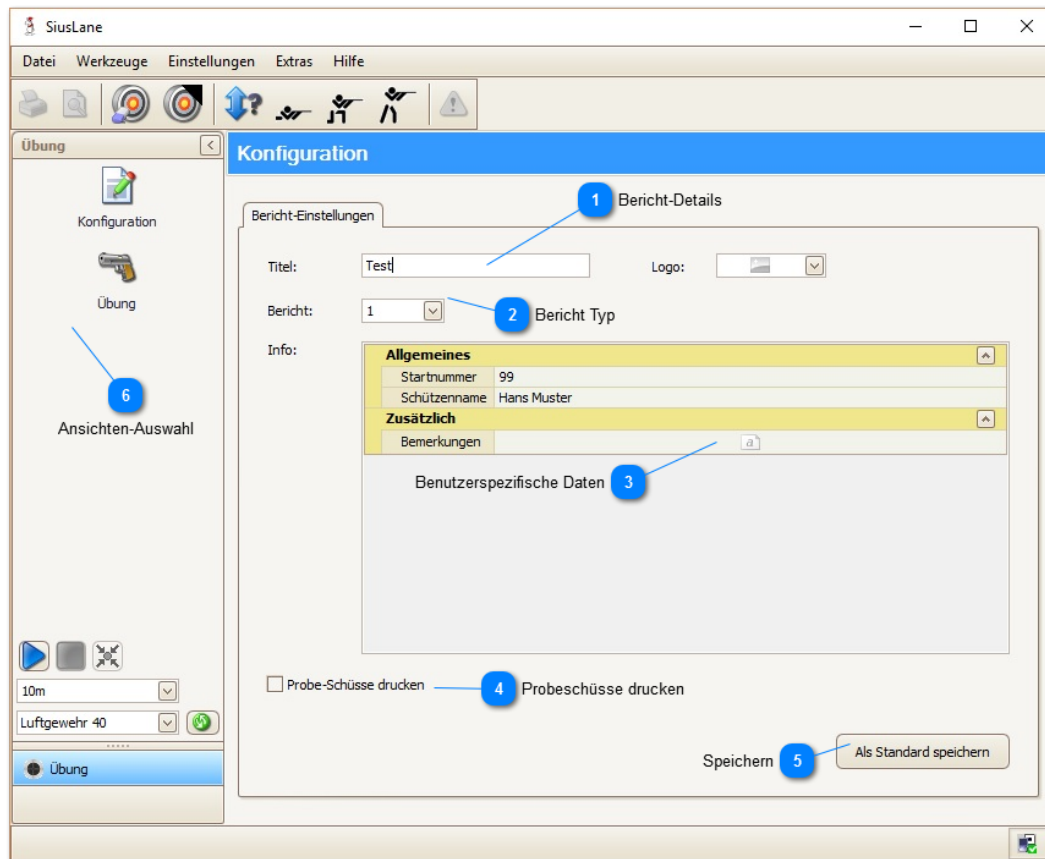 SiusLane
Datei Werkzeuge Einstellungen Extras Hilfe
Übung
Konfiguration
Konfiguration
Übung
6
Ansichten-Auswahl
Bericht-Einstellungen
1 Bericht-Details
Titel: Test Logo:
Bericht: 1
2 Bericht Typ
Info:
Allgemeines
Startnummer 99
Schützenname Hans Muster
Zusätzlich
Bemerkungen a
Benutzerspezifische Daten 3
Probe-Schüsse drucken 4 Probeschüsse drucken
10m
Luftgewehr 40
Speichern 5 Als Standard speichern
Übung